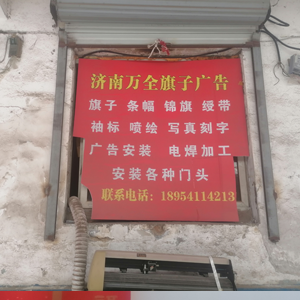 济南万全旗子广告
旗子 条幅 锦旗 绶带
袖标 喷绘 写真刻字
广告安装 电焊加工
安装各种门头
联系电话：18954114213